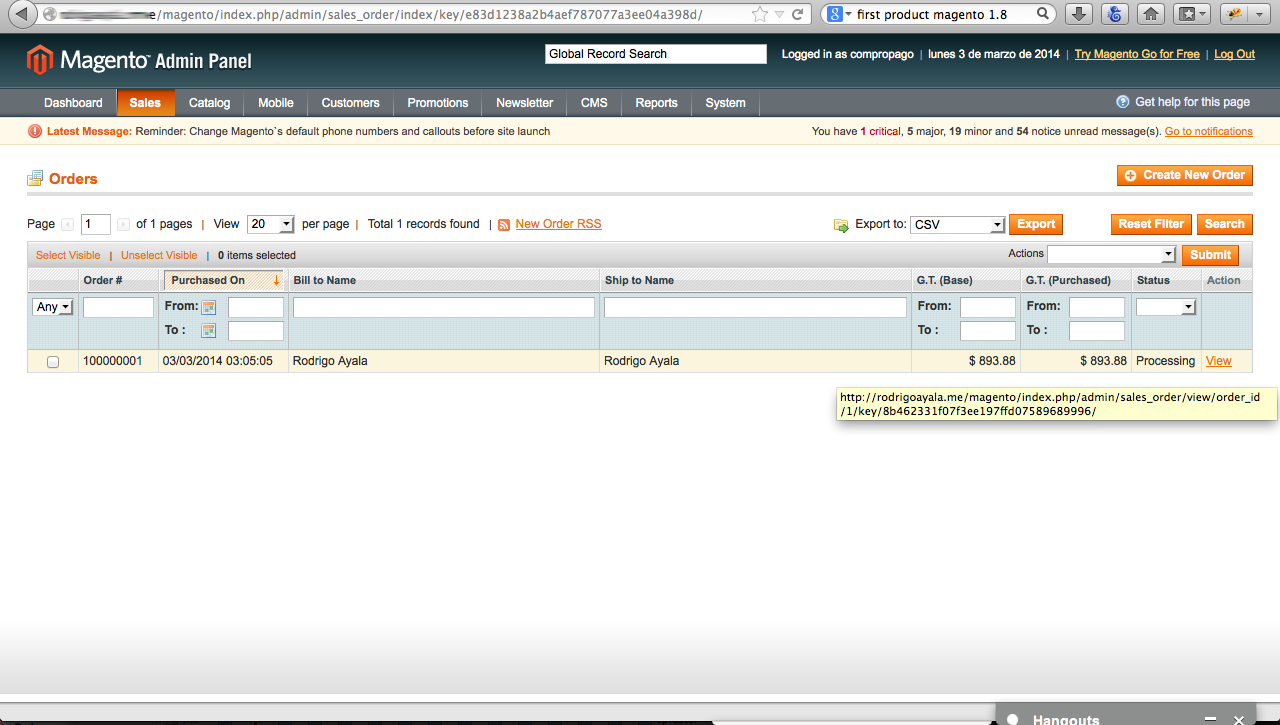 e/magento/index.php/admin/sales_order/index/key/e83d1238a2b4aef787077a3ee04a398d/ first product magento 1.8
Magento Admin Panel Global Record Search Logged in as compropago | lunes 3 de marzo de 2014 | Try Magento Go for Free | Log Out
Dashboard Sales Catalog Mobile Customers Promotions Newsletter CMS Reports System Get help for this page
Latest Message: Reminder: Change Magento`s default phone numbers and callouts before site launch You have 1 critical, 5 major, 19 minor and 54 notice unread message(s). Go to notifications
Orders Create New Order
Page 1 of 1 pages | View 20 per page | Total 1 records found | New Order RSS Export to: CSV Export Reset Filter Search
Select Visible | Unselect Visible | 0 items selected Actions Submit
Order # Purchased On Bill to Name Ship to Name G.T. (Base) G.T. (Purchased) Status Action
Any From: From: From:
To : To : To :
100000001 03/03/2014 03:05:05 Rodrigo Ayala Rodrigo Ayala $ 893.88 $ 893.88 Processing View
http://rodrigoayala.me/magento/index.php/admin/sales_order/view/order_id
/1/key/8b462331f07f3ee197ffd07589689996/
Hangouts